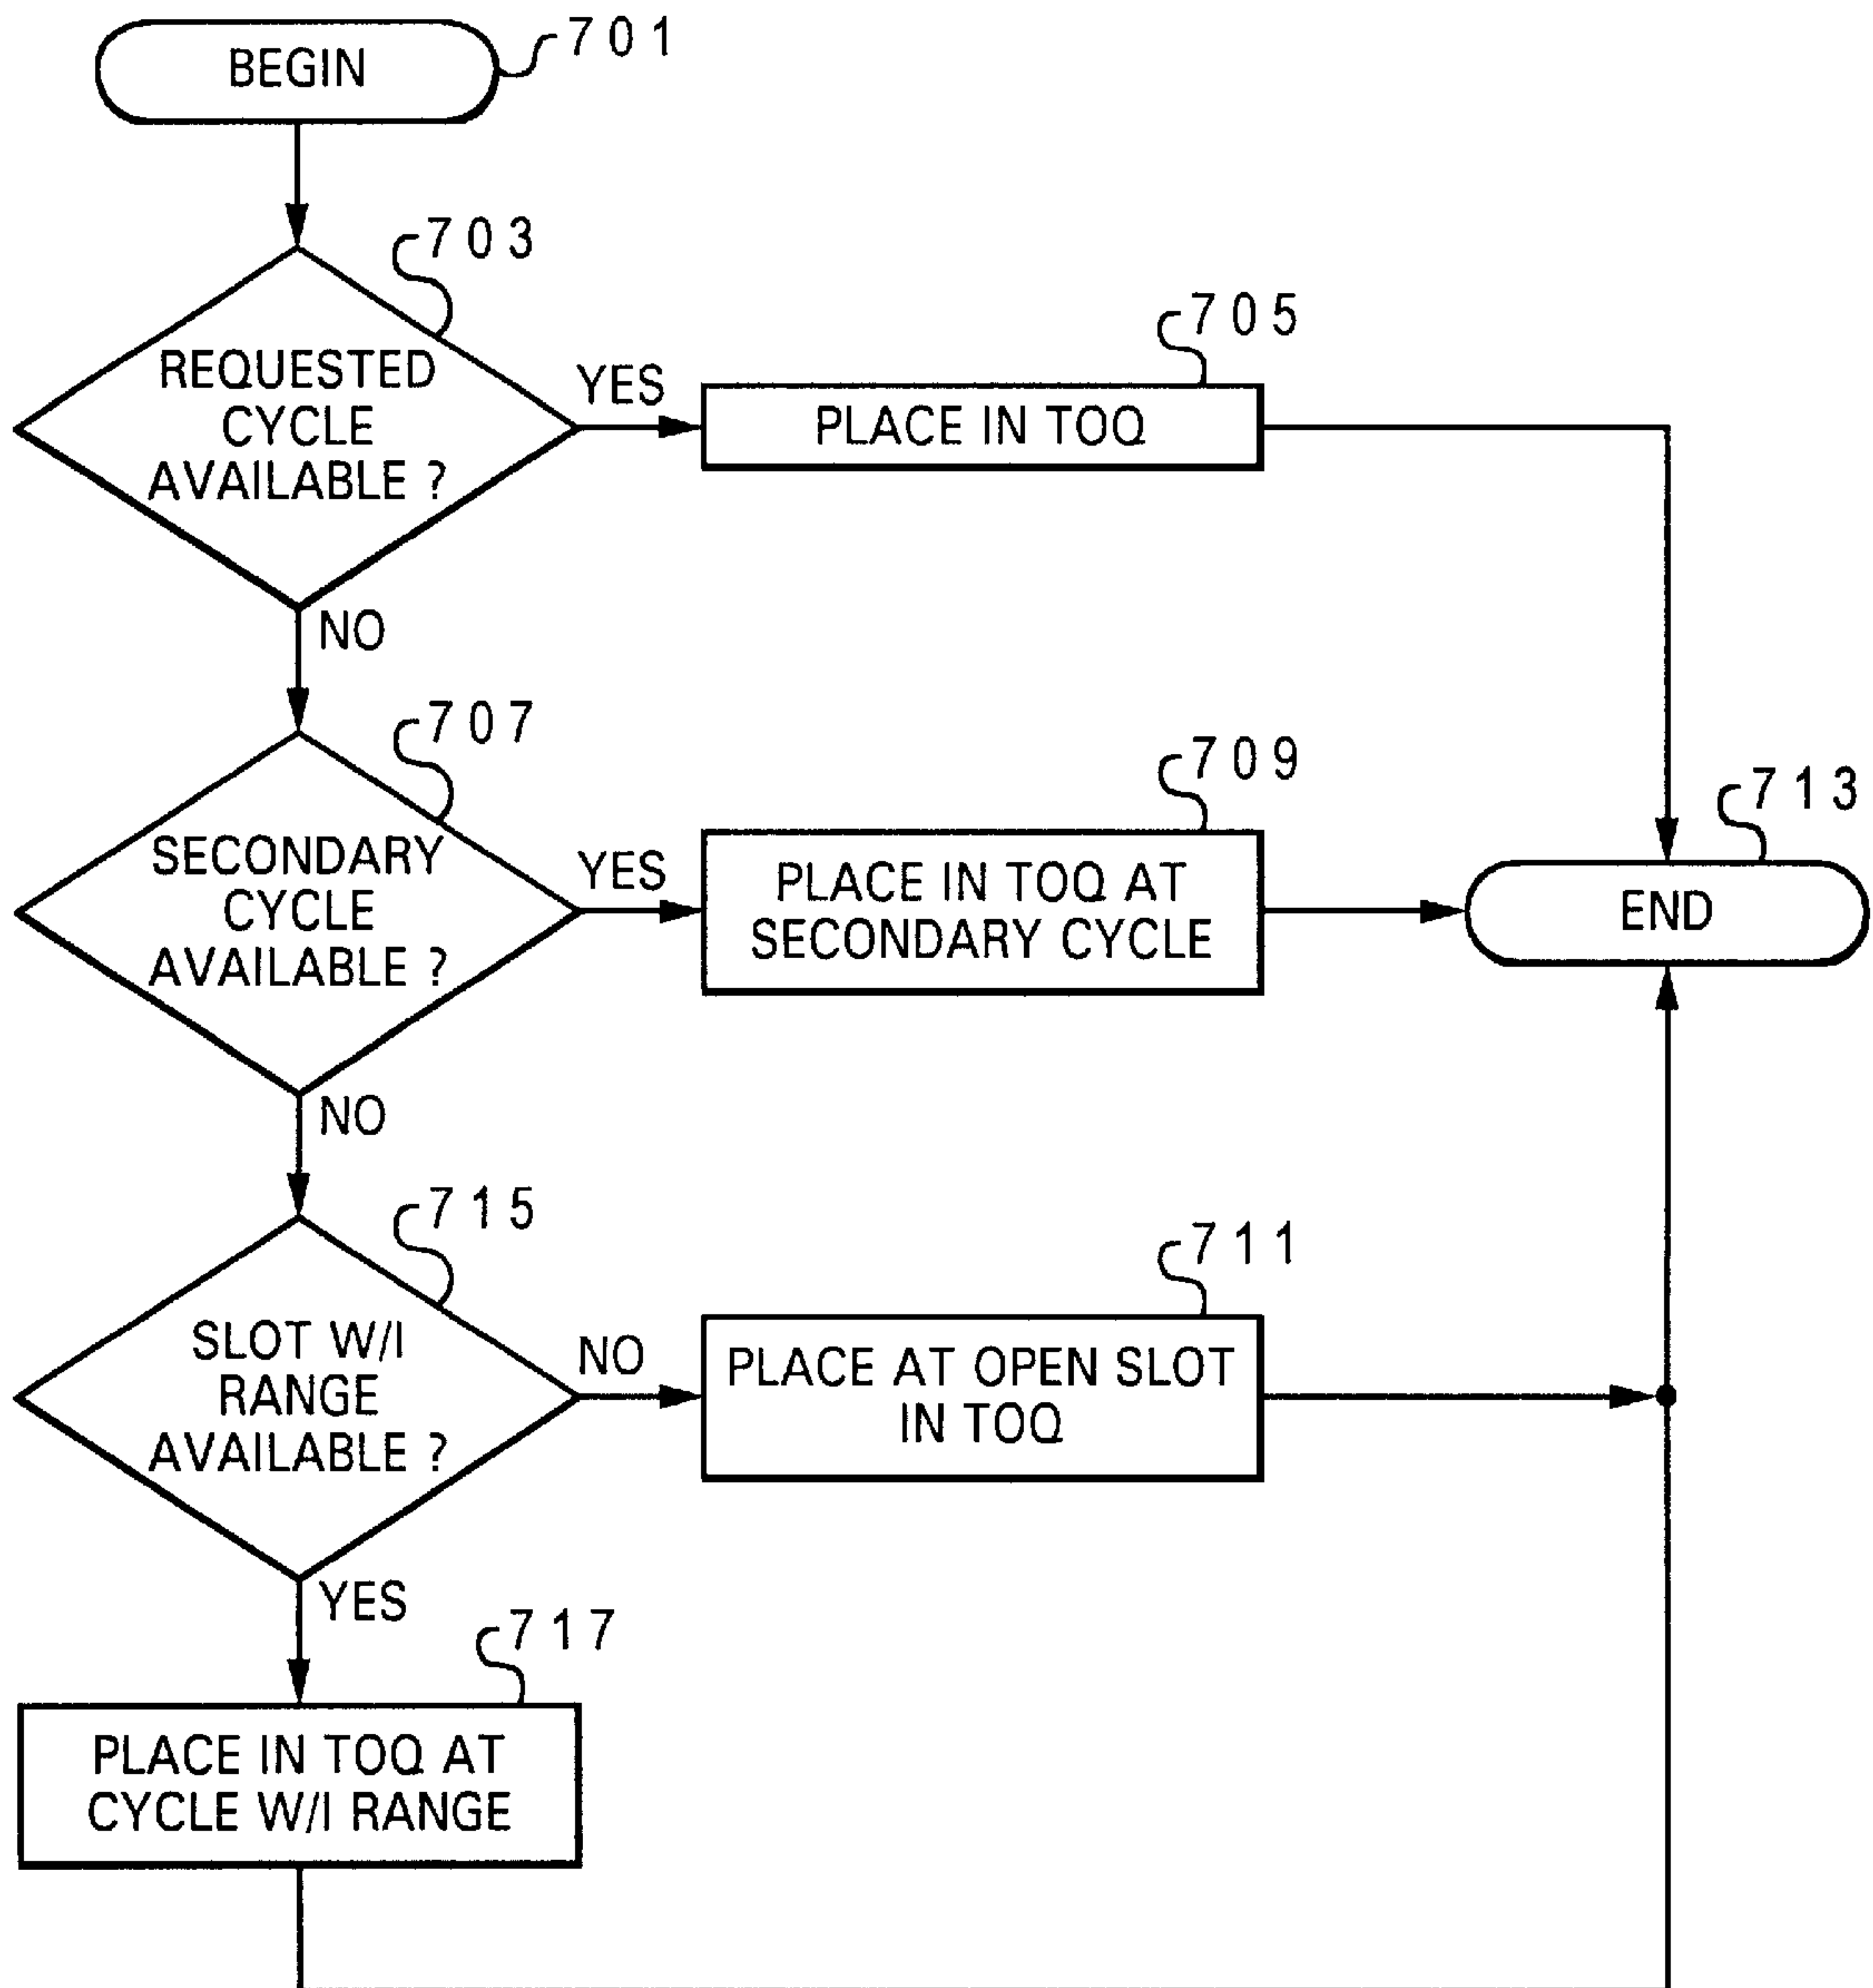 BEGIN
701
703
REQUESTED
CYCLE
AVAILABLE ?
YES
705
PLACE IN TOQ
NO
707
SECONDARY
CYCLE
AVAILABLE ?
YES
709
PLACE IN TOQ AT
SECONDARY CYCLE
713
END
NO
715
SLOT W/I
RANGE
AVAILABLE ?
NO
711
PLACE AT OPEN SLOT
IN TOQ
YES
717
PLACE IN TOQ AT
CYCLE W/I RANGE